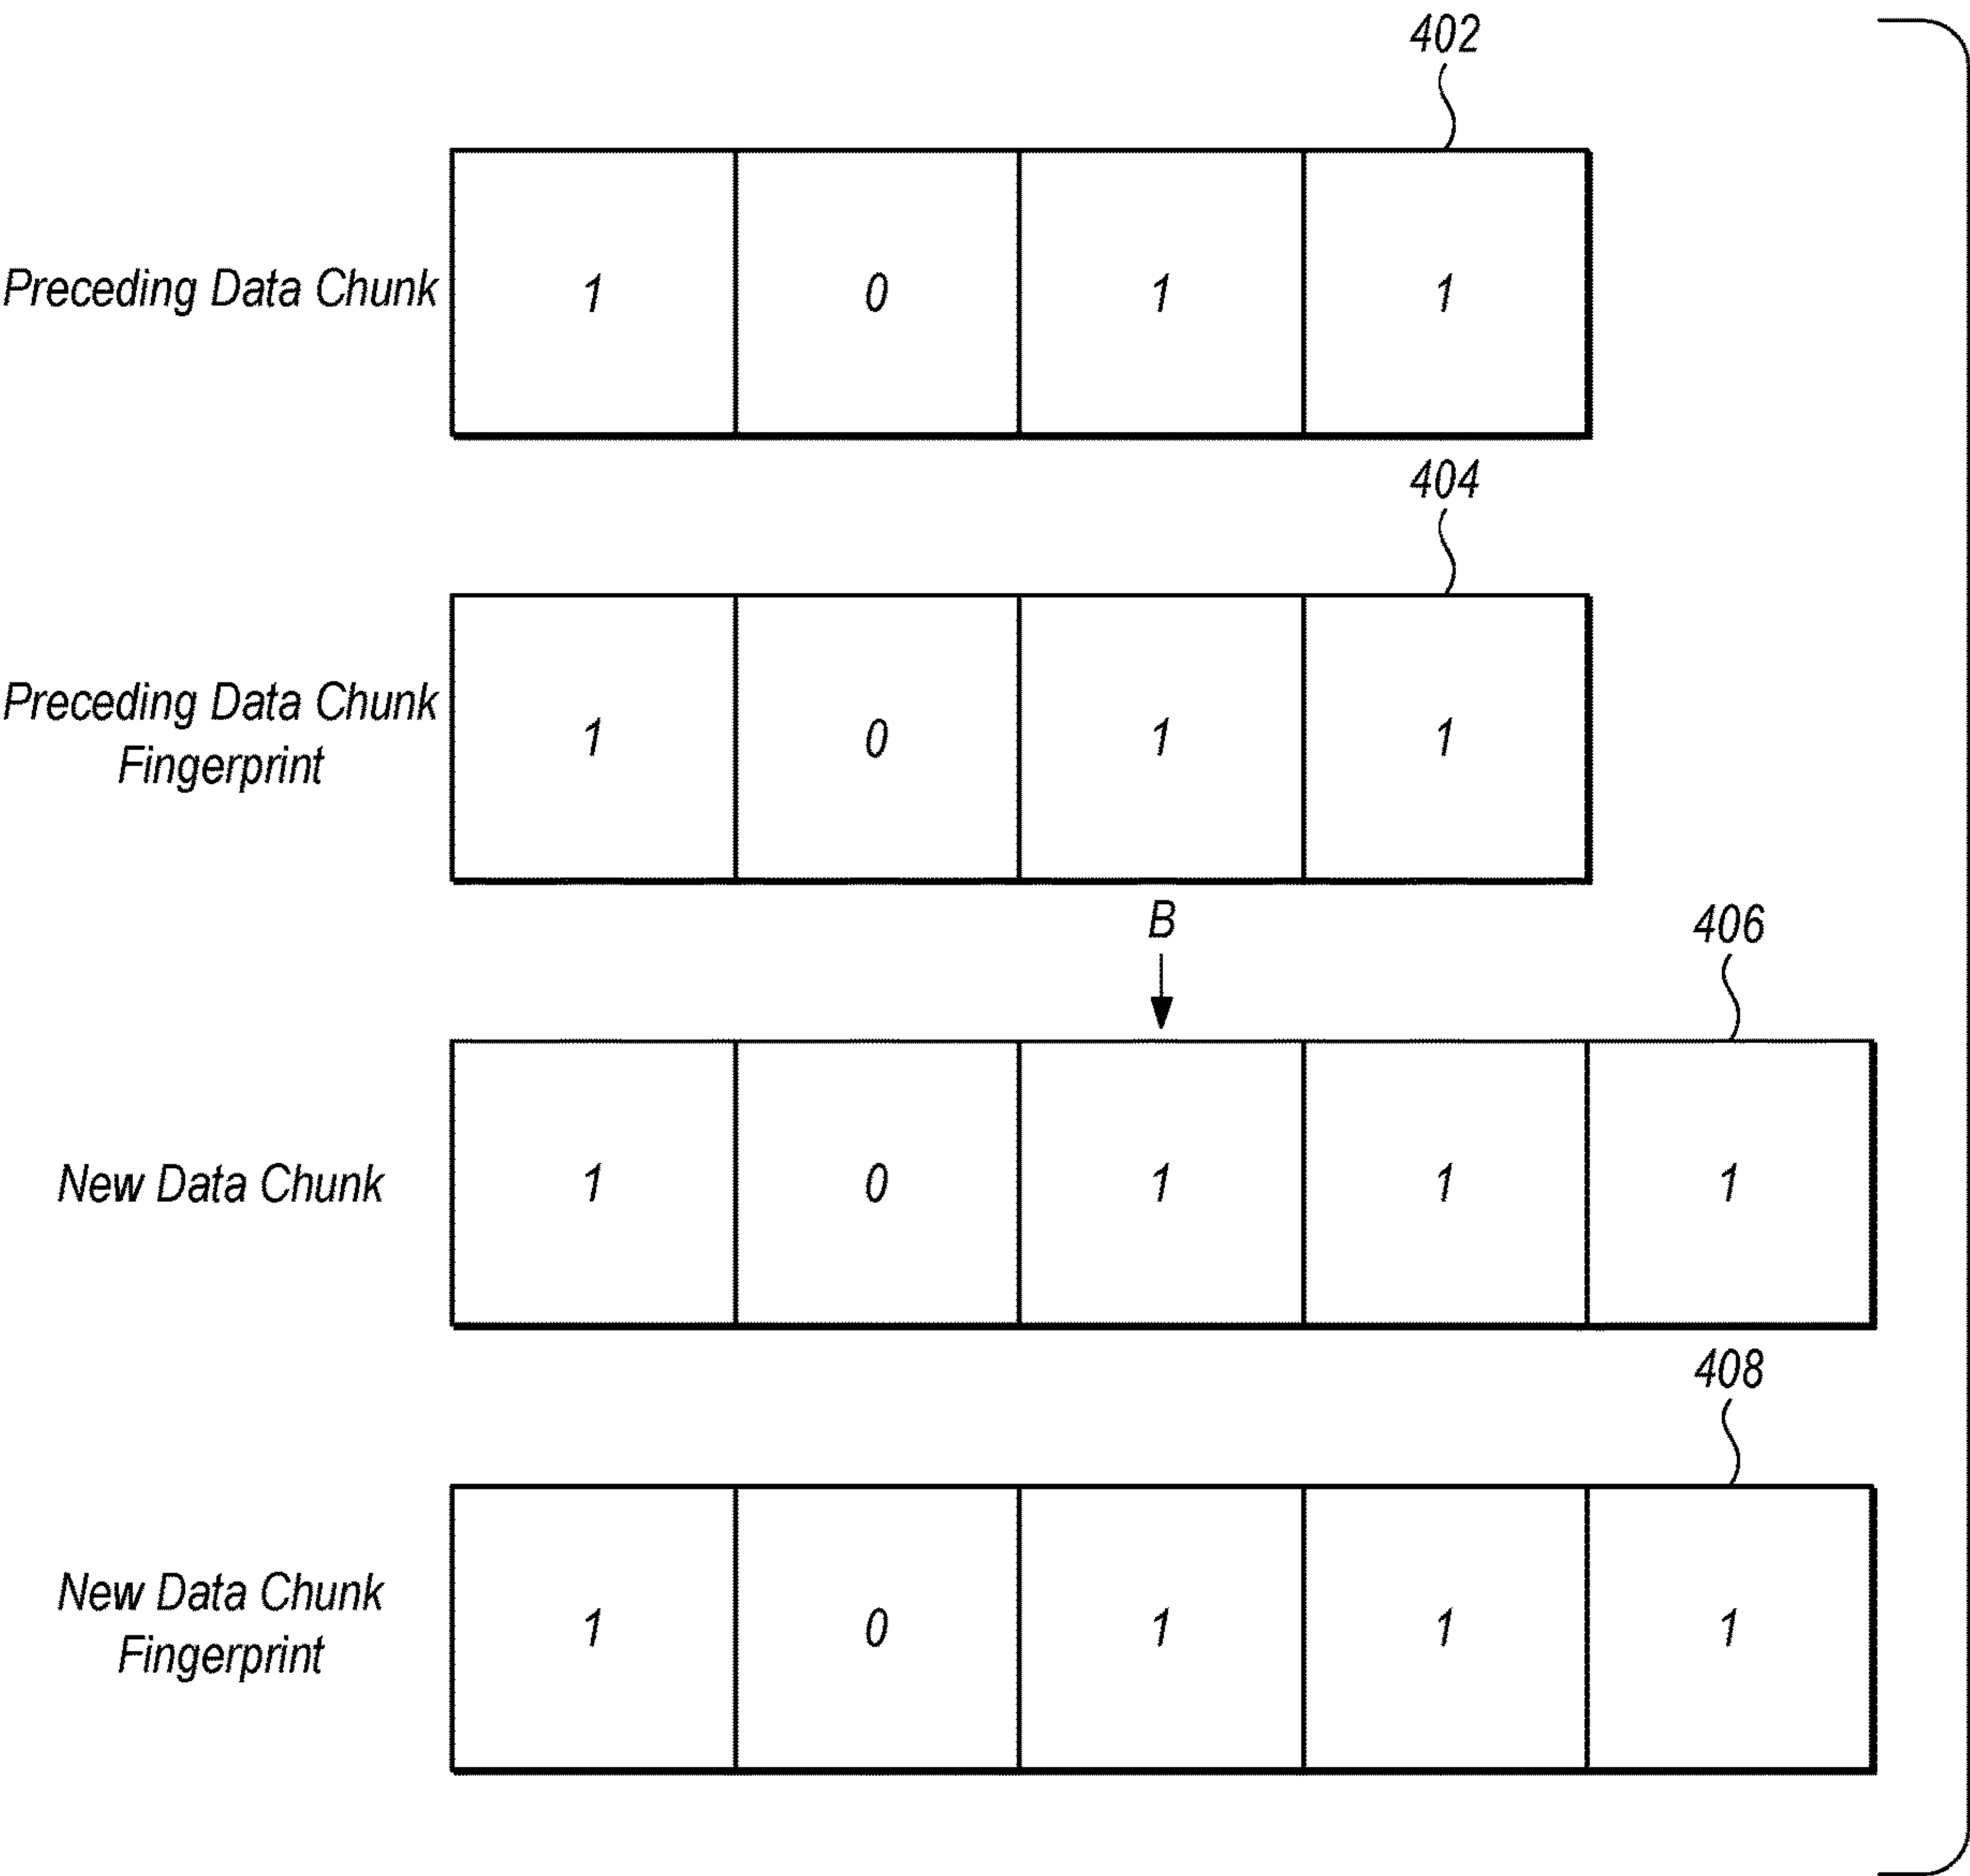 402
Preceding Data Chunk 1 0 1 1
404
Preceding Data Chunk
Fingerprint
1 0 1 1
B
406
New Data Chunk 1 0 1 1 1
408
New Data Chunk
Fingerprint
1 0 1 1 1